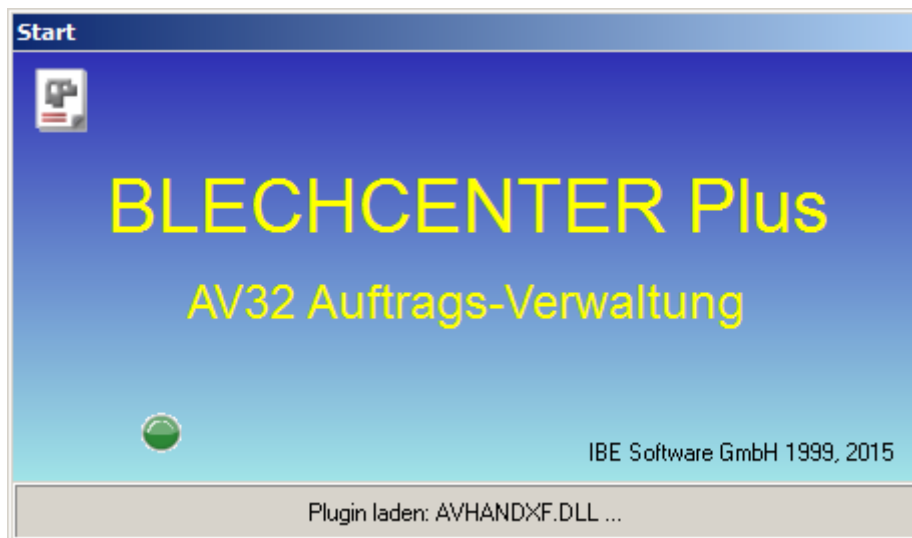 Start
BLECHCENTER Plus
AV32 Auftrags-Verwaltung
IBE Software GmbH 1999, 2015
Plugin laden: AVHANDXF.DLL ...